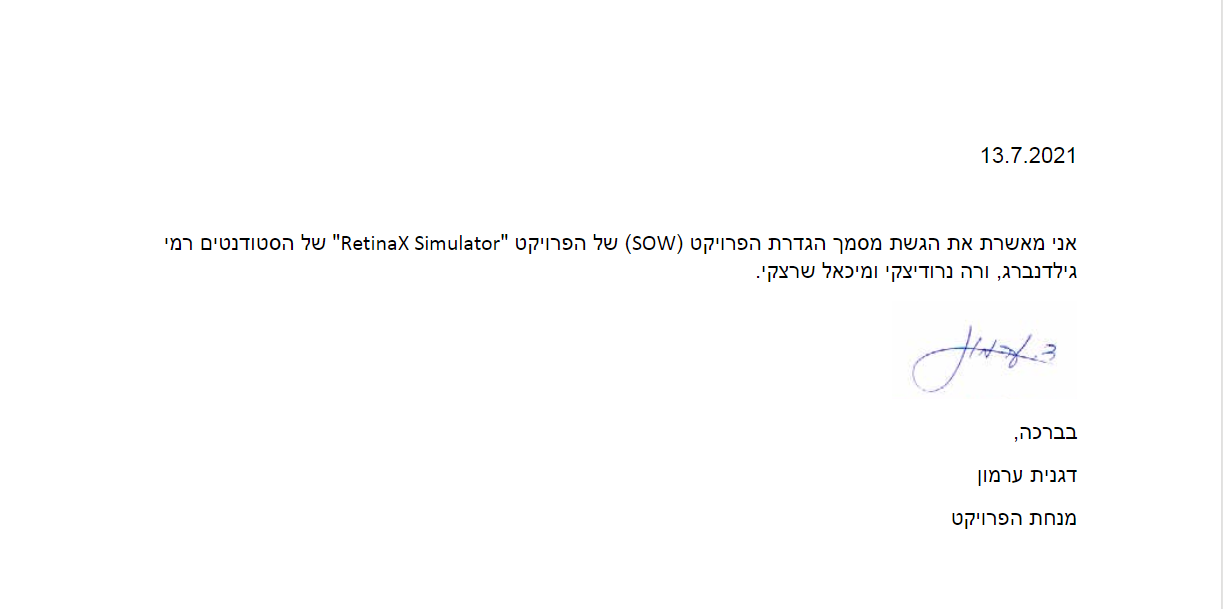 13.7.2021
אני מאשרת את הגשת מסמך הגדרת הפרויקט (SOW) של הפרויקט "RetinaX Simulator" של הסטודנטים רמי
גילדנברג, ורה נרודיצקי ומיכאל שרצקי.
ד. ערמון
בברכה,
דגנית ערמון
מנחת הפרויקט